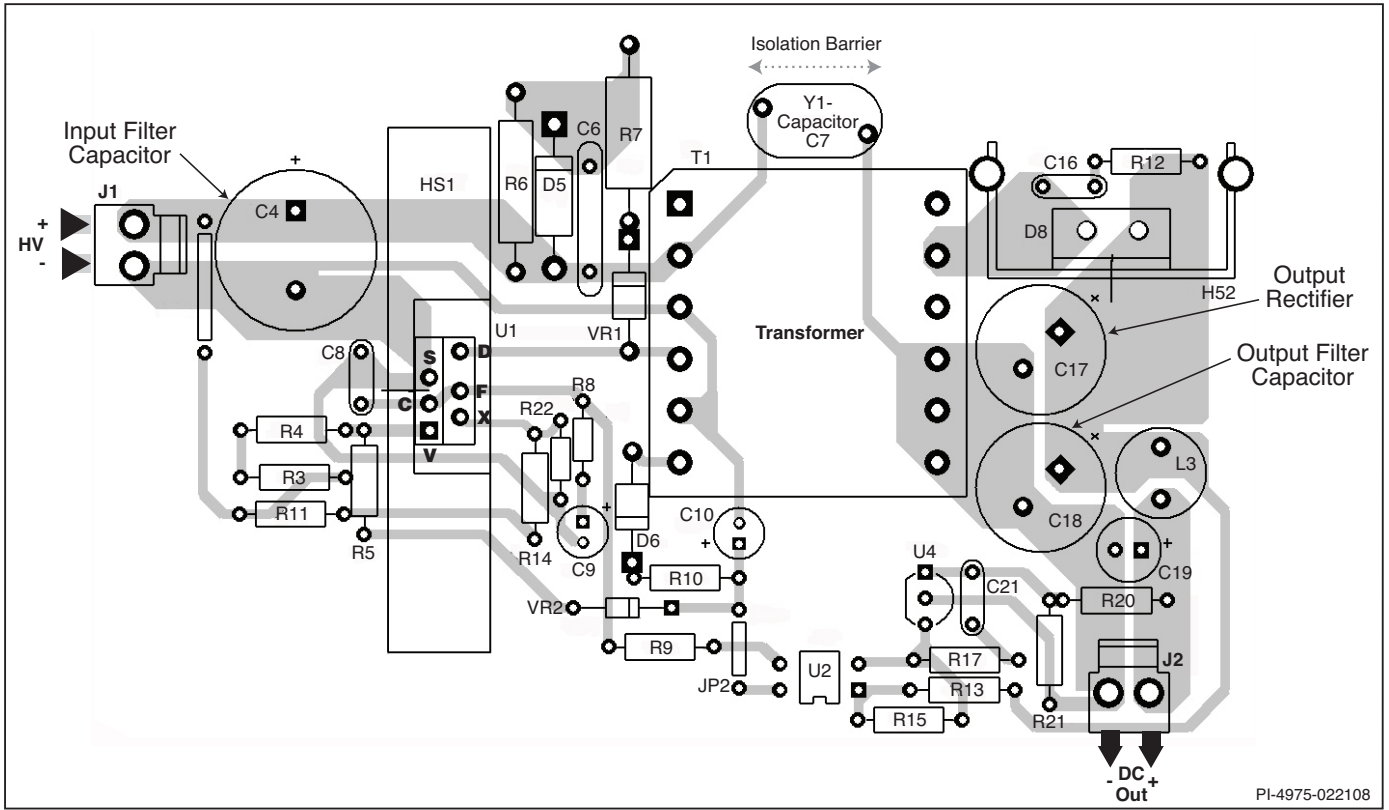 Isolation Barrier
Y1-
Capacitor
C7
Input Filter
Capacitor
+
J1
C4
HS1
R6
D5
C6
R7
T1
C16
R12
+
HV
-
D8
H52
Output
Rectifier
U1
VR1
Transformer
C8
S
D
C17
Output Filter
Capacitor
C
F
X
V
R8
R22
R4
R3
R11
R5
R14
+
C9
D6
C10
+
L3
C18
+
C19
U4
C21
R10
R20
VR2
R9
JP2
U2
R17
R13
R15
R21
J2
- DC +
Out
PI-4975-022108